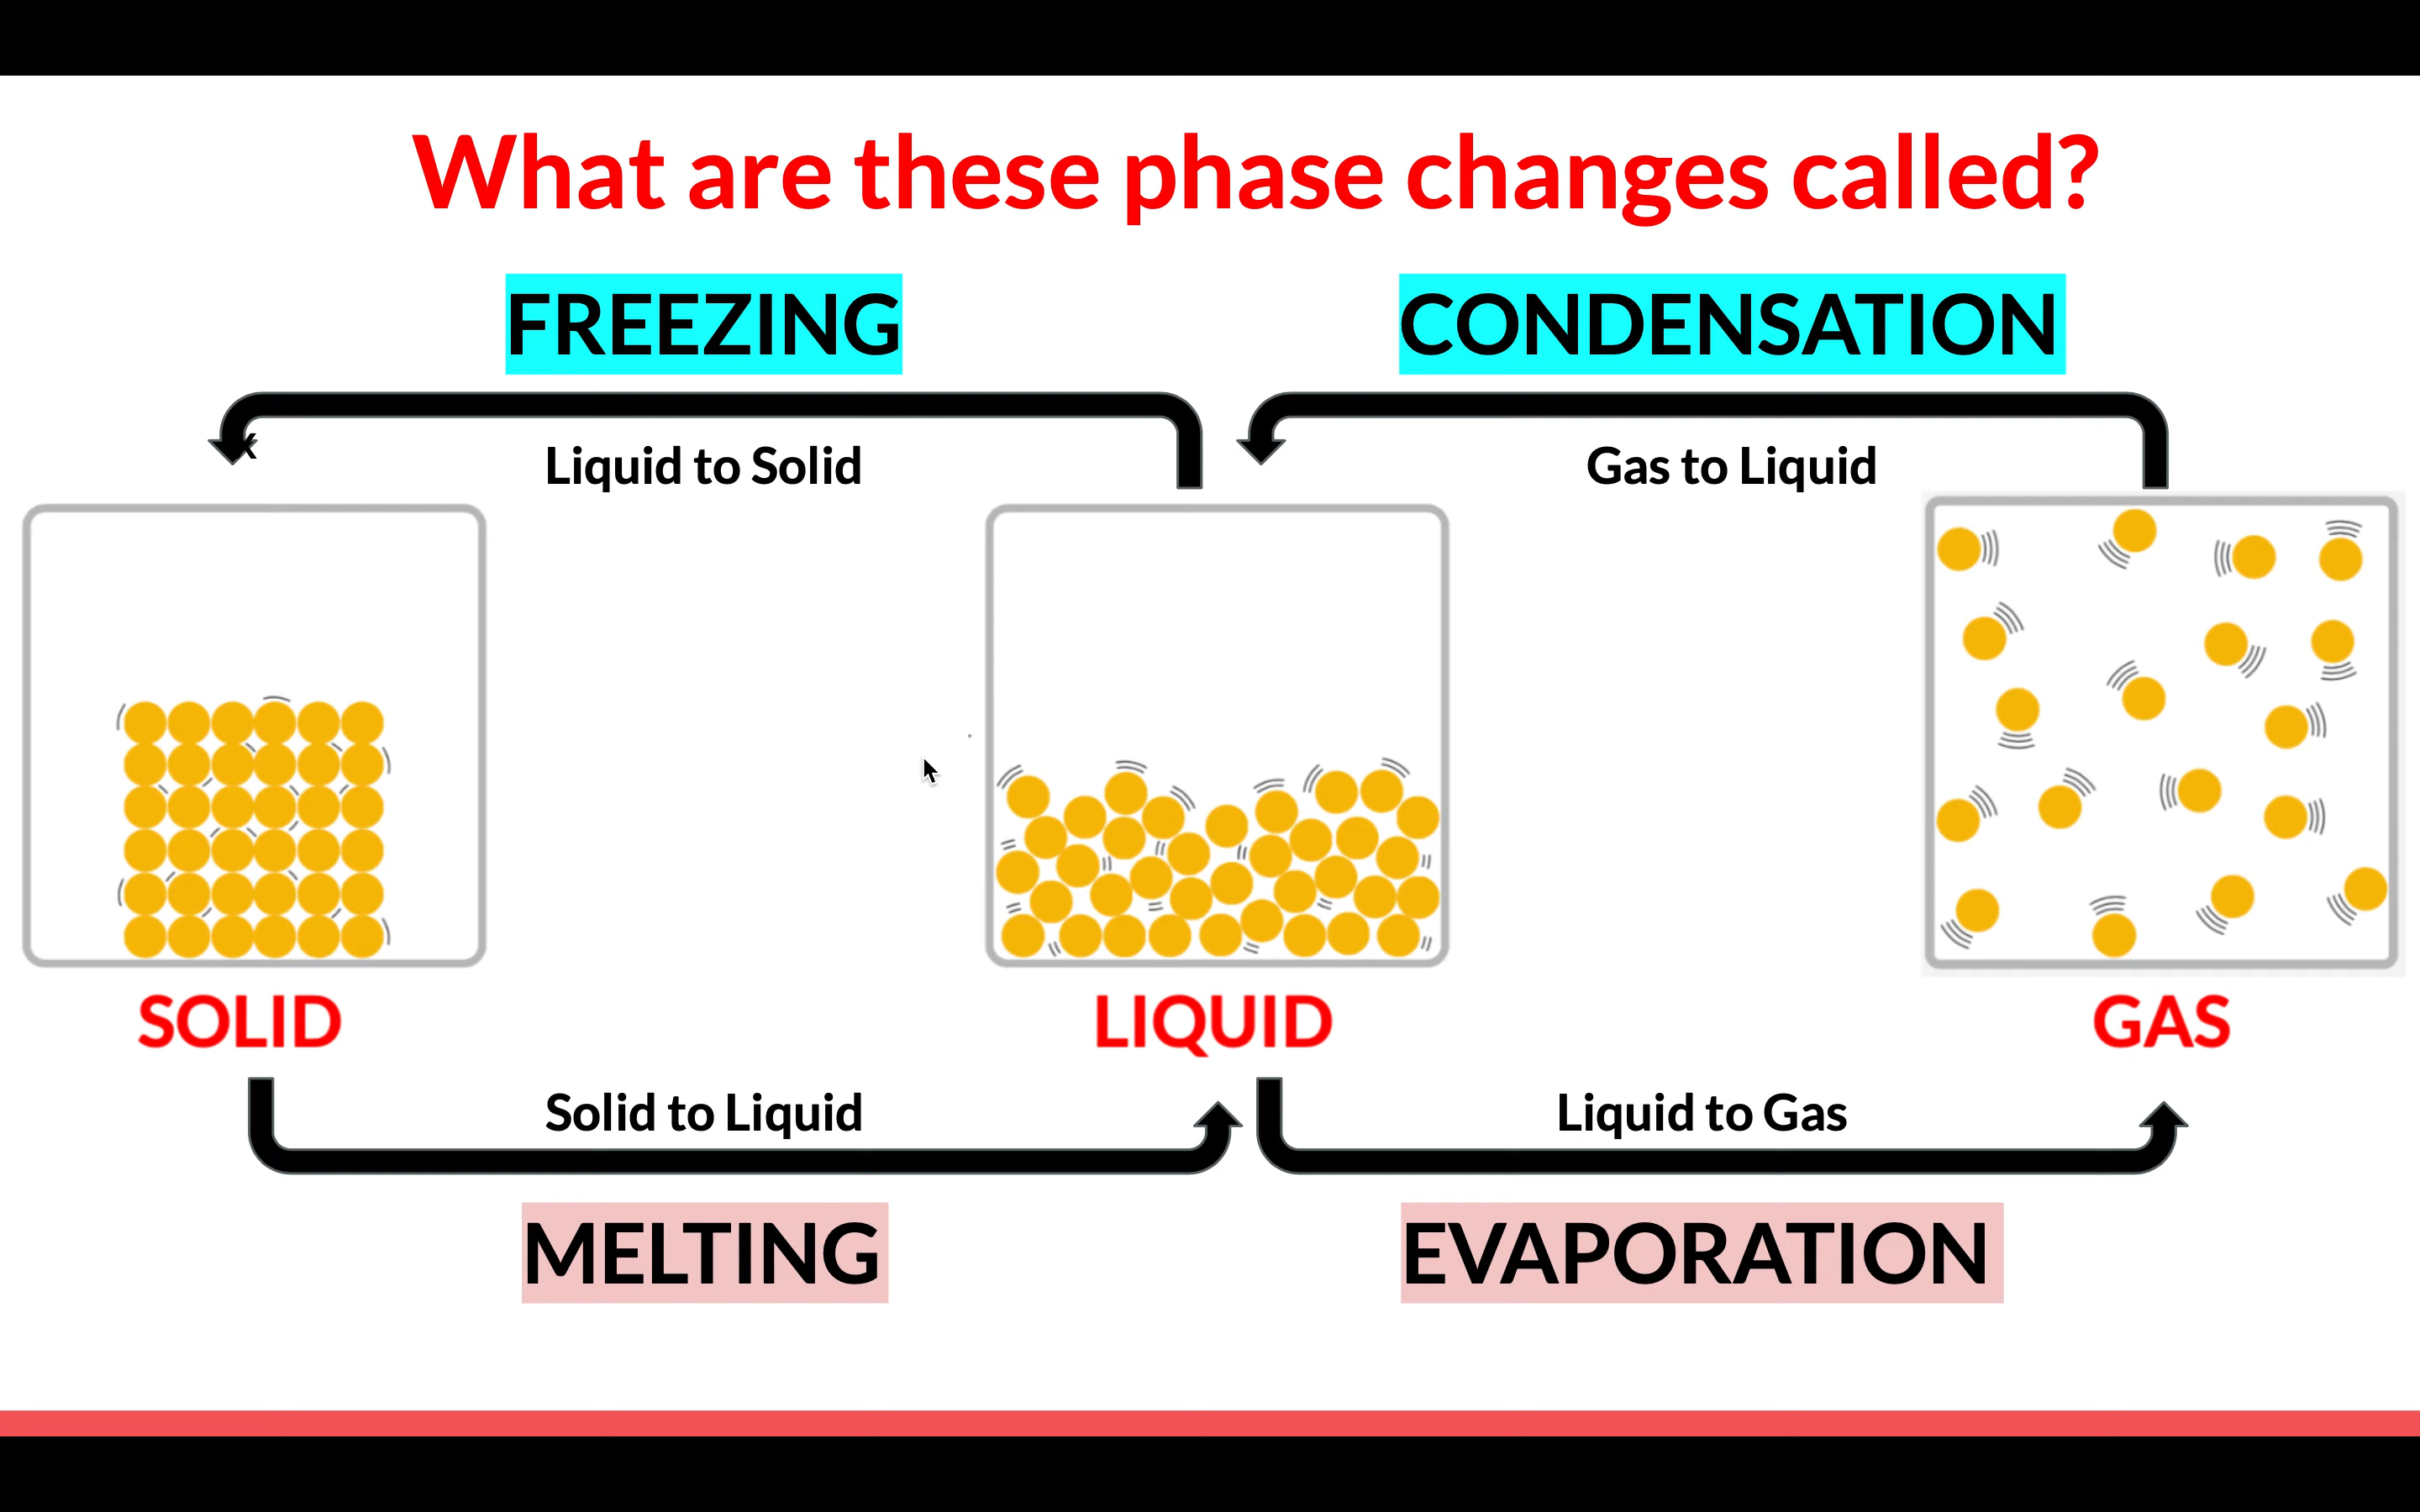 What are these phase changes called?
FREEZING
CONDENSATION
x
Liquid to Solid
Gas to Liquid
SOLID
LIQUID
GAS
Solid to Liquid
Liquid to Gas
MELTING
EVAPORATION